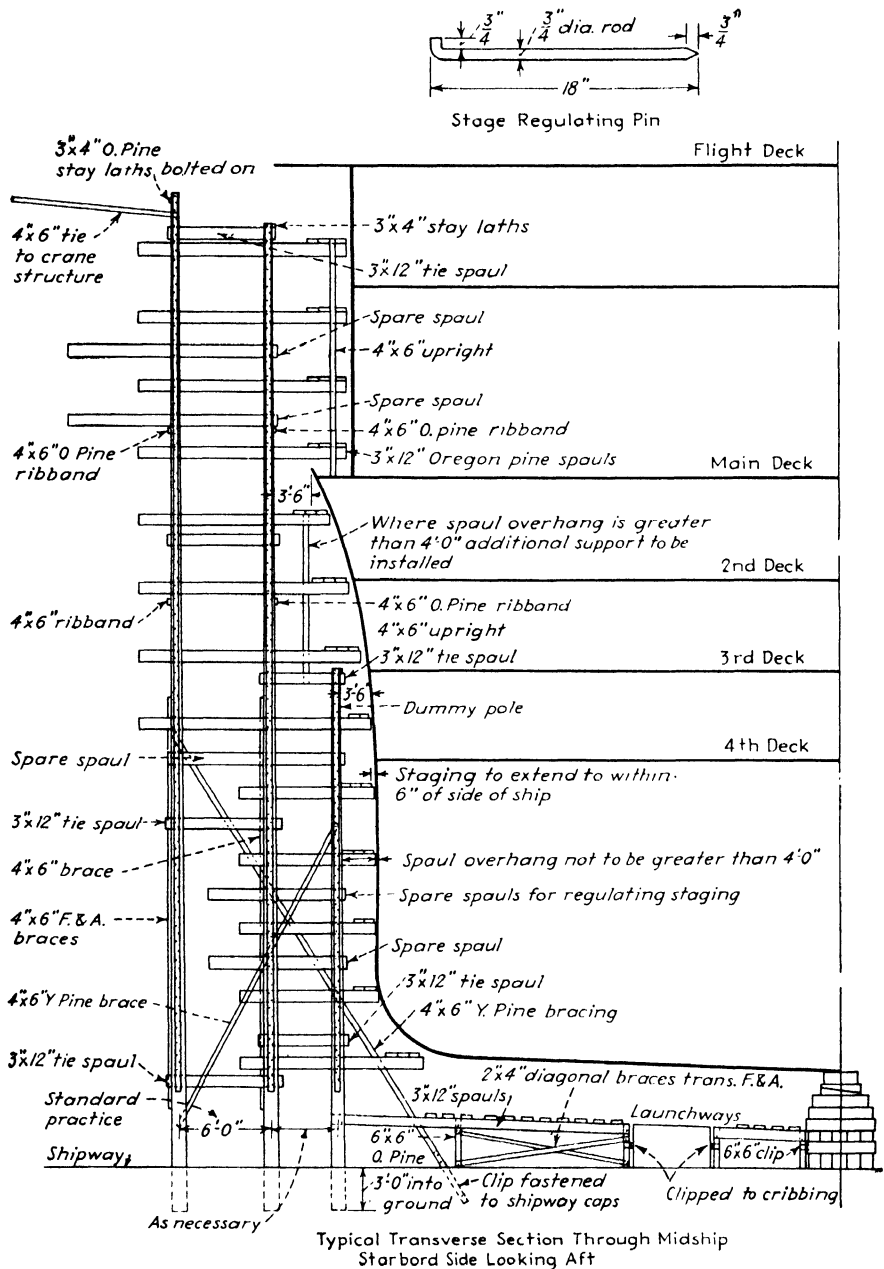 3/4"
3/4" dia. rod
3/4"
18"
Stage Regulating Pin
3"x4" O. Pine
stay laths, bolted on
Flight Deck
4"x6" tie
to crane
structure
3"x4" stay laths
3"x12" tie spaul
Spare spaul
4"x6" upright
Spare spaul
4"x6" O. pine ribband
4"x6" O Pine
ribband
3"x12" Oregon pine spauls
Main Deck
3'-6"
Where spaul overhang is greater
than 4'-0" additional support to be
installed
2nd Deck
4"x6" ribband
4"x6" O. Pine ribband
4"x6" upright
3"x12" tie spaul
3rd Deck
3'-6"
Dummy pole
4th Deck
Spare spaul
Staging to extend to within
6" of side of ship
3"x12" tie spaul
4"x6" brace
Spaul overhang not to be greater than 4'-0"
Spare spauls for regulating staging
4"x6" F. & A.
braces
Spare spaul
3"x12" tie spaul
4"x6" Y Pine brace
4"x6" Y. Pine bracing
3"x12" tie spaul
2"x4" diagonal braces trans. F. & A.
3"x12" spauls
Standard
practice
6'-0"
Launchways
6"x6"
O. Pine
6"x6" clip
Shipway
3'-0" into
ground
Clip fastened
to shipway caps
Clipped to cribbing
As necessary
Typical Transverse Section Through Midship
Starbord Side Looking Aft